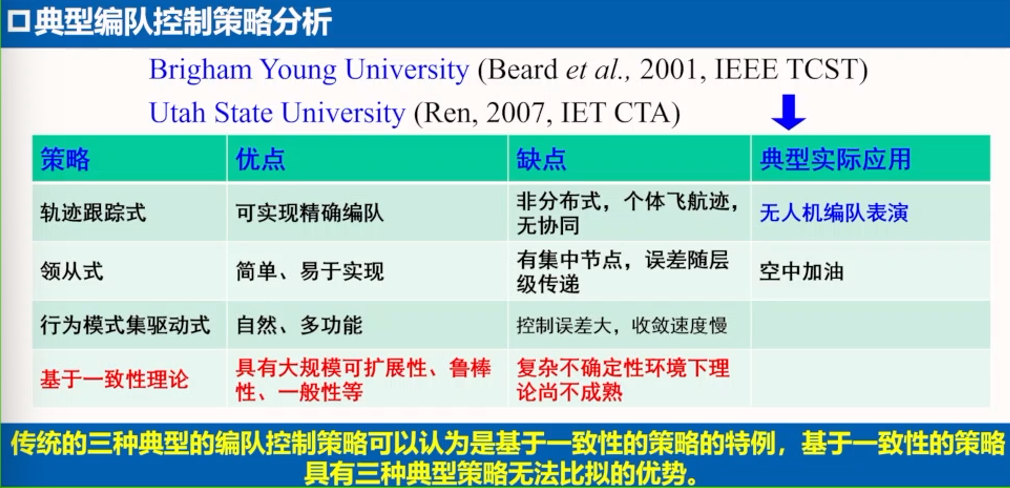 口典型编队控制策略分析
Brigham Young University (Beard et al., 2001, IEEE TCST)
Utah State University (Ren, 2007, IET CTA)
策略 优点 缺点 典型实际应用
轨迹跟踪式 可实现精确编队 非分布式，个体飞航迹，
无协同 无人机编队表演
领从式 简单、易于实现 有集中节点，误差随层
级传递 空中加油
行为模式集驱动式 自然、多功能 控制误差大，收敛速度慢
基于一致性理论 具有大规模可扩展性、鲁棒
性、一般性等 复杂不确定性环境下理
论尚不成熟
传统的三种典型的编队控制策略可以认为是基于一致性的策略的特例，基于一致性的策略
具有三种典型策略无法比拟的优势。